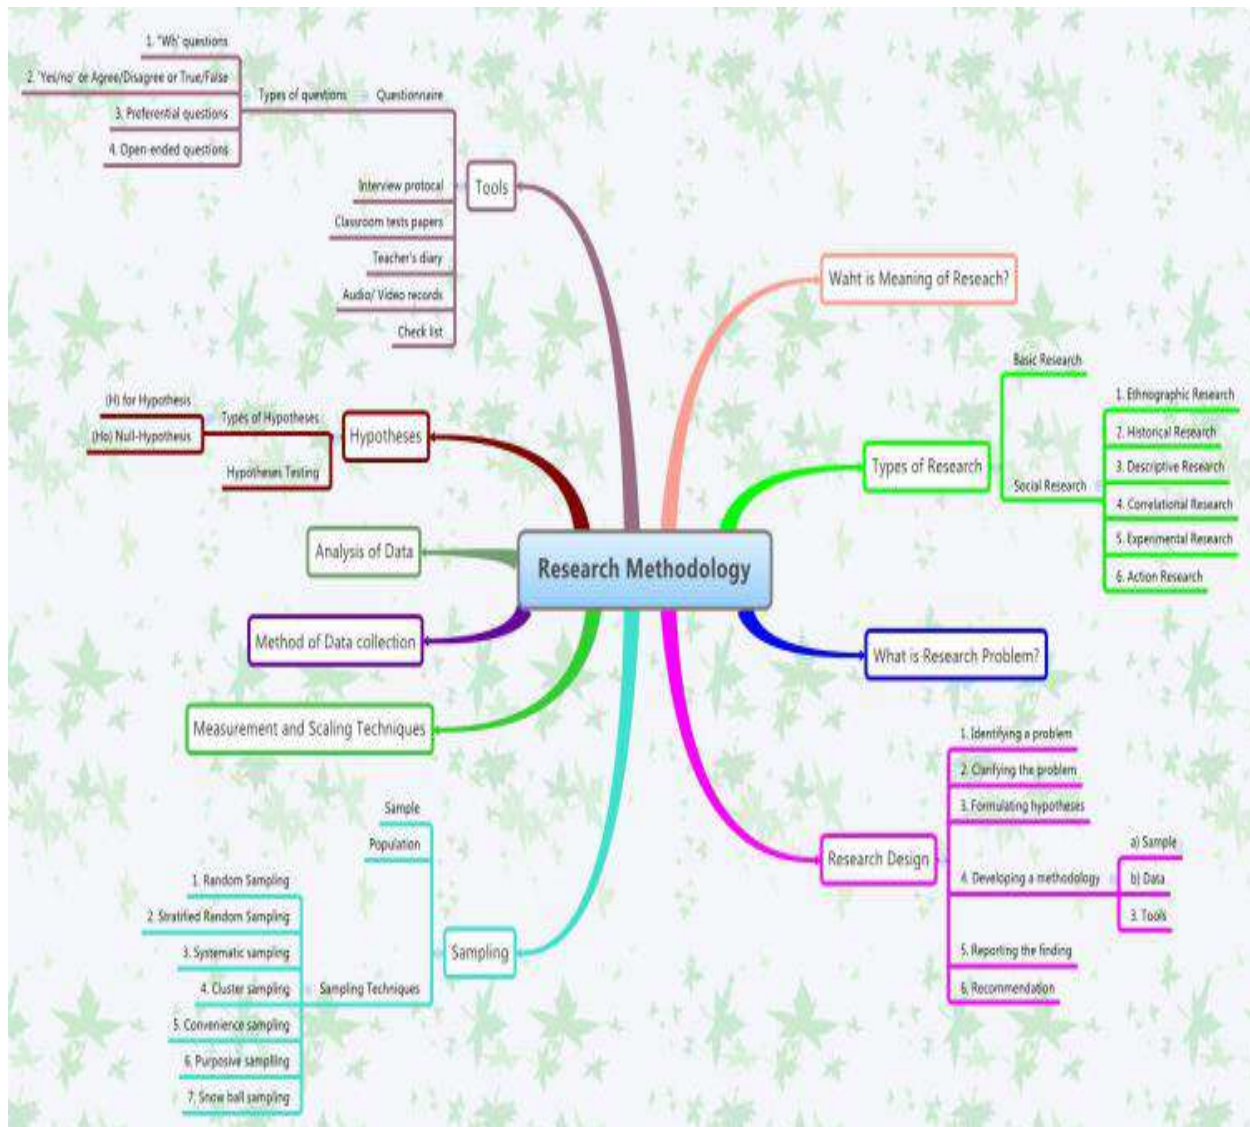 Research Methodology
Waht is Meaning of Reseach?
Types of Research
Basic Research
Social Research
1. Ethnographic Research
2. Historical Research
3. Descriptive Research
4. Correlational Research
5. Experimental Research
6. Action Research
What is Research Problem?
Research Design
1. Identifying a problem
2. Clarifying the problem
3. Formulating hypotheses
4. Developing a methodology
a) Sample
b) Data
3. Tools
5. Reporting the finding
6. Recommendation
Tools
Questionnaire
Types of questions
1. "Wh' questions
2. 'Yes/no' or Agree/Disagree or True/False
3. Preferential questions
4. Open-ended questions
Interview protocal
Classroom tests papers
Teacher's diary
Audio/ Video records
Check list
Hypotheses
Types of Hypotheses
(H) for Hypothesis
(Ho) Null-Hypothesis
Hypotheses Testing
Analysis of Data
Method of Data collection
Measurement and Scaling Techniques
Sampling
Sample
Population
Sampling Techniques
1. Random Sampling
2. Stratified Random Sampling
3. Systematic sampling
4. Cluster sampling
5. Convenience sampling
6. Purposive sampling
7. Snow ball sampling